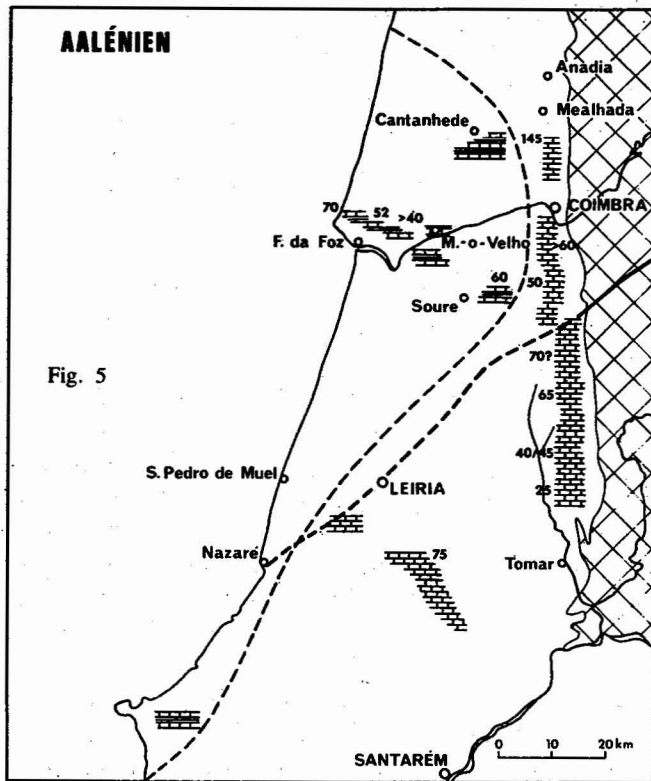 AALÉNIEN
Anadia
Mealhada
Cantanhede
145
COIMBRA
70
52
>40
F. da Foz
M.-o-Velho
>60
60
50
Soure
70?
Fig. 5
65
40/45
S. Pedro de Muel
LEIRIA
25
Nazaré
75
Tomar
0 10 20 km
SANTARÉM